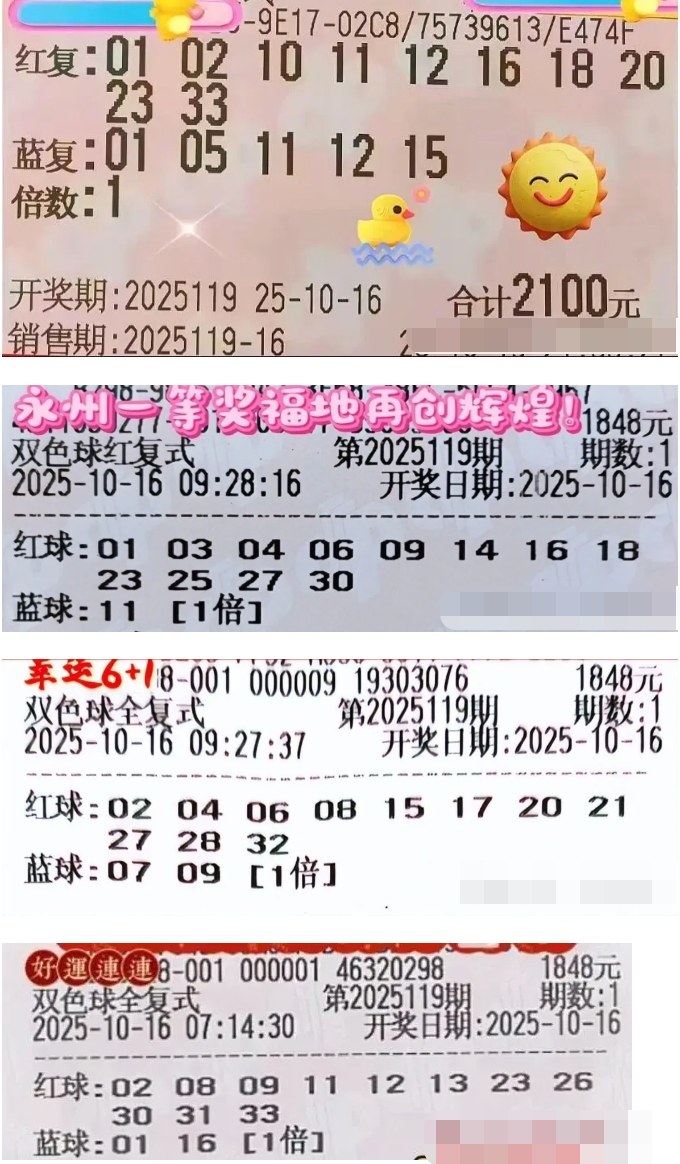 -9E17-02C8/75739613/E474F
红复:01 02 10 11 12 16 18 20
23 33
蓝复:01 05 11 12 15
倍数:1
开奖期:2025119 25-10-16 合计2100元
销售期:2025119-16
永州一等奖福地再创辉煌!
1848元
双色球红复式 第2025119期 期数:1
2025-10-16 09:28:16 开奖日期:2025-10-16
红球:01 03 04 06 09 14 16 18
23 25 27 30
蓝球:11 [1倍]
幸运6+1 8-001 000009 19303076 1848元
双色球全复式 第2025119期 期数:1
2025-10-16 09:27:37 开奖日期:2025-10-16
红球:02 04 06 08 15 17 20 21
27 28 32
蓝球:07 09 [1倍]
好運連連 8-001 000001 46320298 1848元
双色球全复式 第2025119期 期数:1
2025-10-16 07:14:30 开奖日期:2025-10-16
红球:02 08 09 11 12 13 23 26
30 31 33
蓝球:01 16 [1倍]